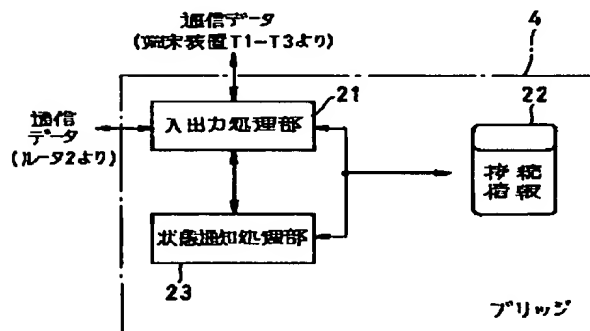 通信データ
(端末装置T1-T3より)
4
21
22
通信
データ
(ルータ2より)
入出力処理部
接続
情報
状態通知処理部
23
ブリッジ